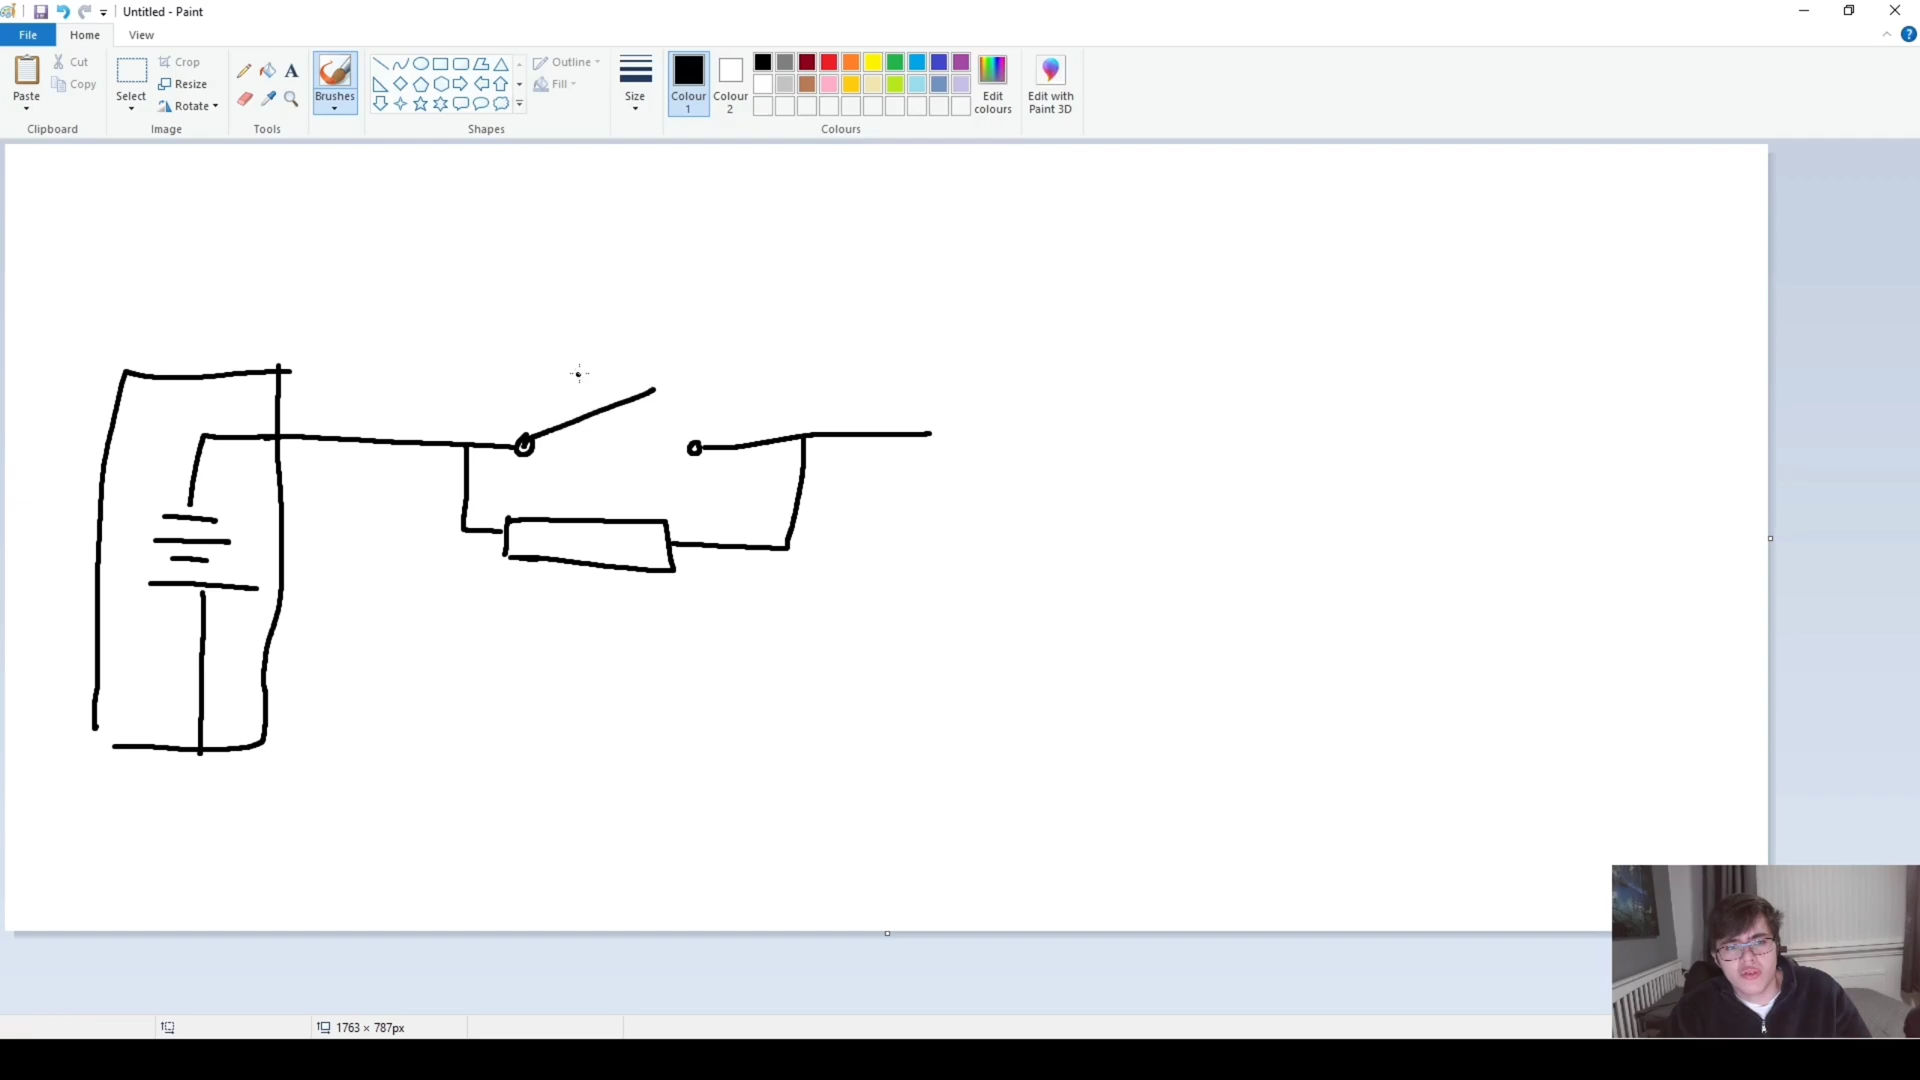 Untitled - Paint
File
Home
View
Paste
Cut
Copy
Clipboard
Select
Crop
Resize
Rotate
Image
A
Tools
Brushes
Outline
Fill
Shapes
Size
Colour
1
Colour
2
Edit
colours
Colours
Edit with
Paint 3D
?
1763 × 787px